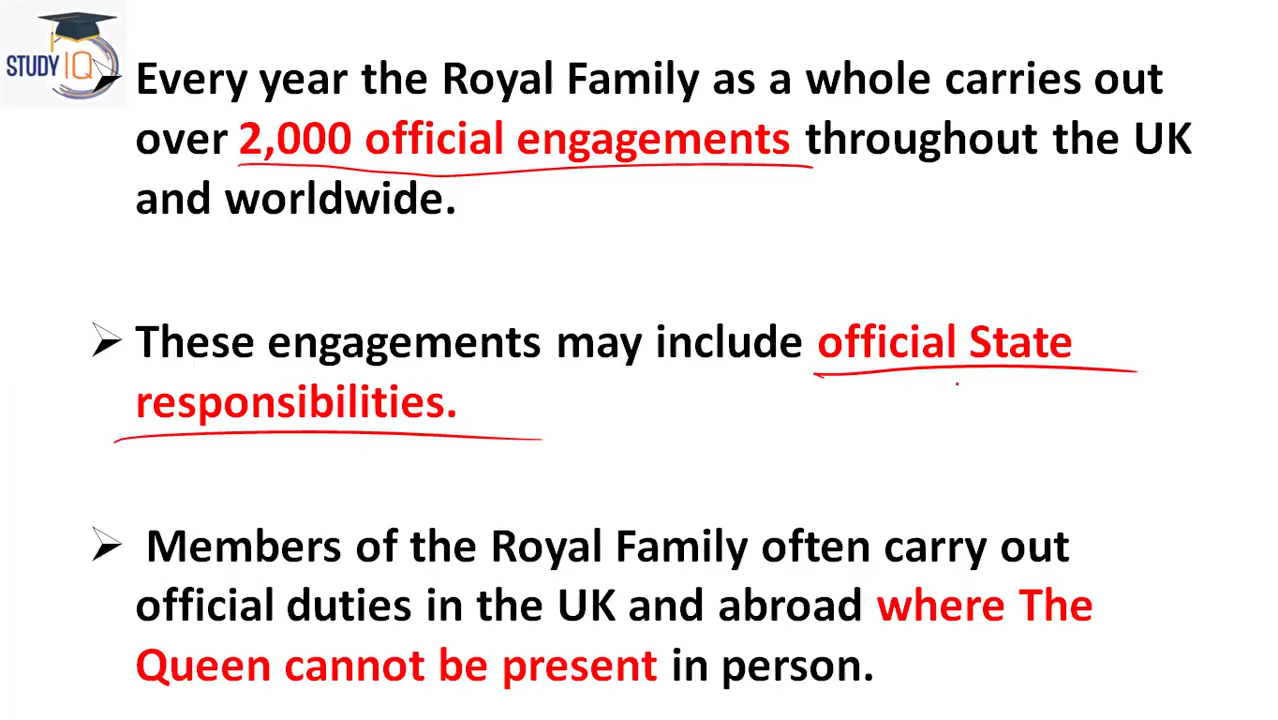 STUDY IQ
➢ Every year the Royal Family as a whole carries out
over 2,000 official engagements throughout the UK
and worldwide.
➢ These engagements may include official State
responsibilities.
➢ Members of the Royal Family often carry out
official duties in the UK and abroad where The
Queen cannot be present in person.